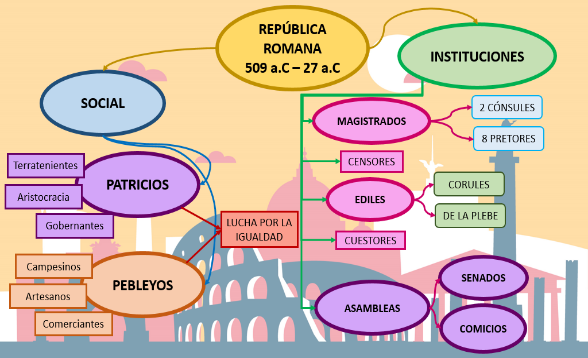 REPÚBLICA
ROMANA
509 a.C – 27 a.C
INSTITUCIONES
SOCIAL
MAGISTRADOS
2 CÓNSULES
8 PRETORES
CENSORES
EDILES
CORULES
DE LA PLEBE
CUESTORES
ASAMBLEAS
SENADOS
COMICIOS
PATRICIOS
Terratenientes
Aristocracia
Gobernantes
LUCHA POR LA
IGUALDAD
PEBLEYOS
Campesinos
Artesanos
Comerciantes